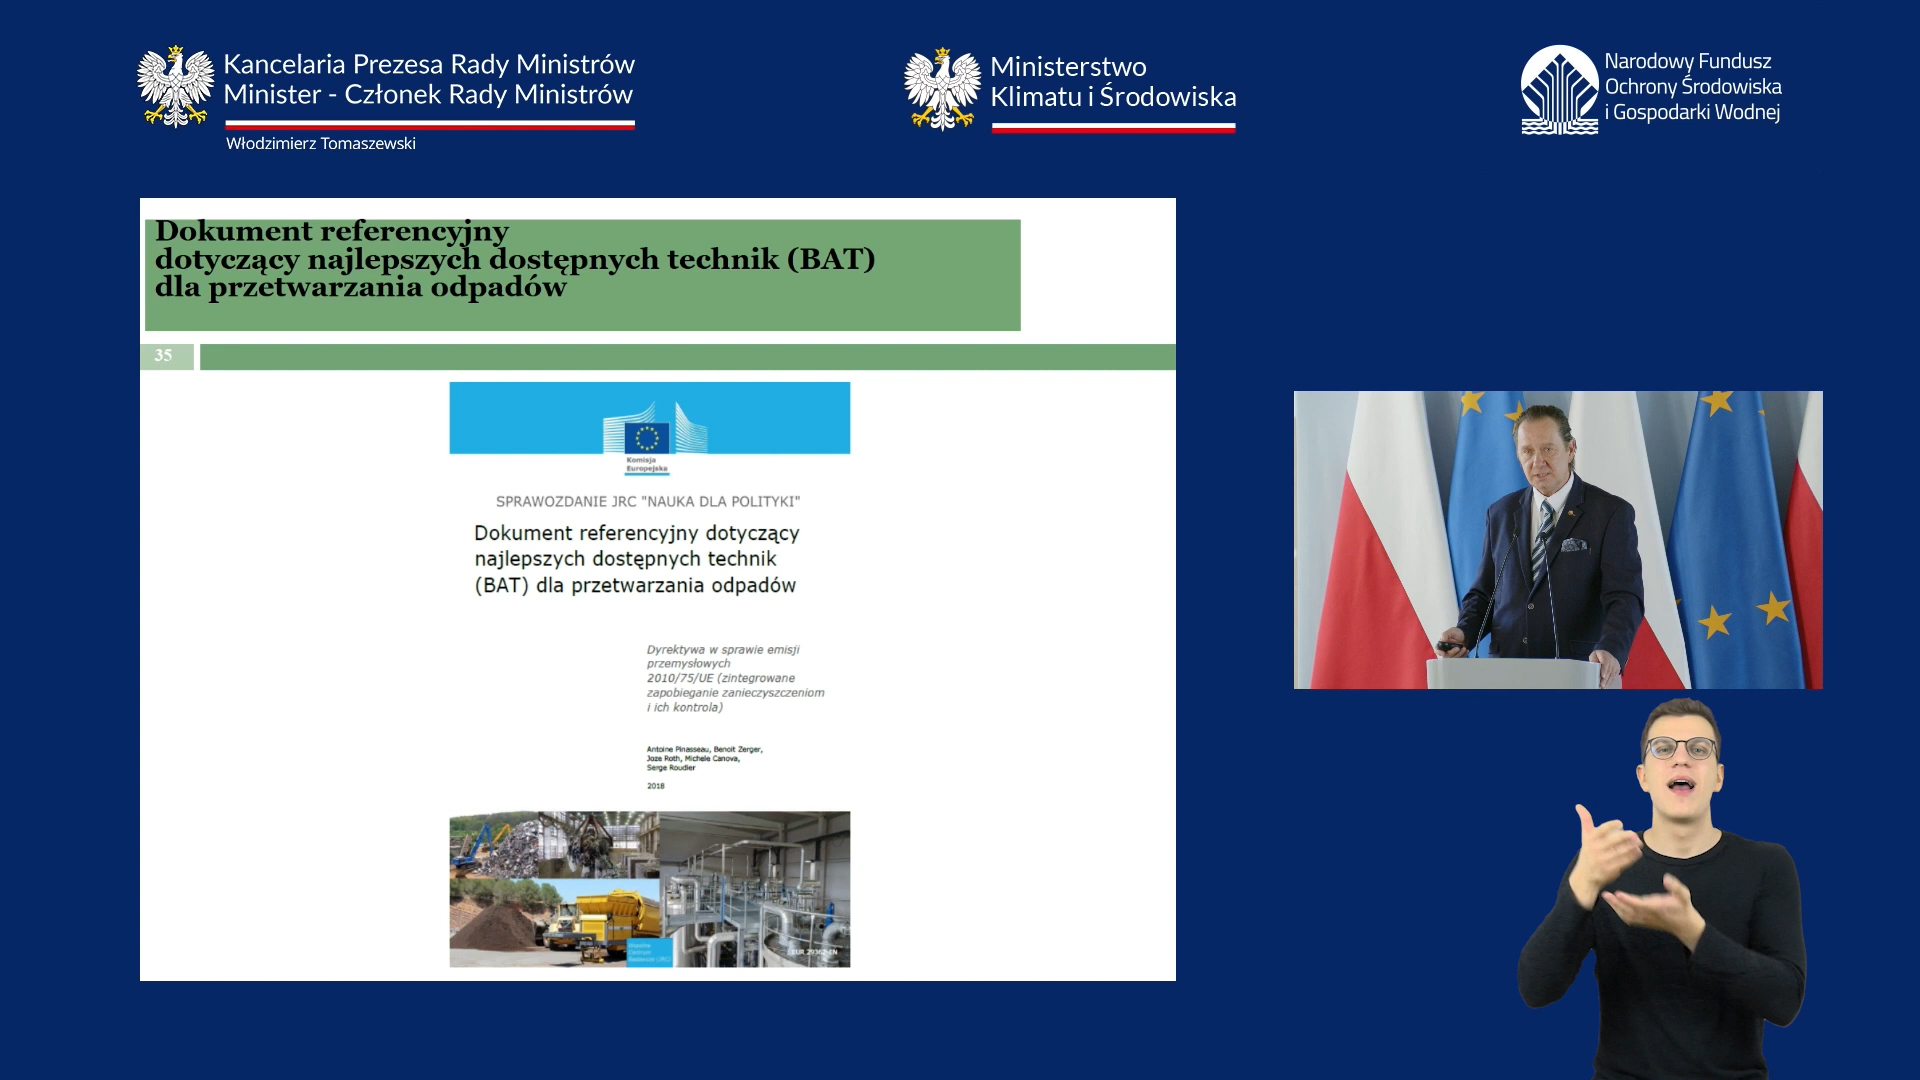 Kancelaria Prezesa Rady Ministrów
Minister - Członek Rady Ministrów
Włodzimierz Tomaszewski
Ministerstwo
Klimatu i Środowiska
Narodowy Fundusz
Ochrony Środowiska
i Gospodarki Wodnej
Dokument referencyjny
dotyczący najlepszych dostępnych technik (BAT)
dla przetwarzania odpadów
35
Komisja
Europejska
SPRAWOZDANIE JRC "NAUKA DLA POLITYKI"
Dokument referencyjny dotyczący
najlepszych dostępnych technik
(BAT) dla przetwarzania odpadów
Dyrektywa w sprawie emisji
przemysłowych
2010/75/UE (zintegrowane
zapobieganie zanieczyszczeniom
i ich kontrola)
Antoine Pinasseau, Benoit Zerger,
Joze Roth, Michele Canova,
Serge Roudier
2018